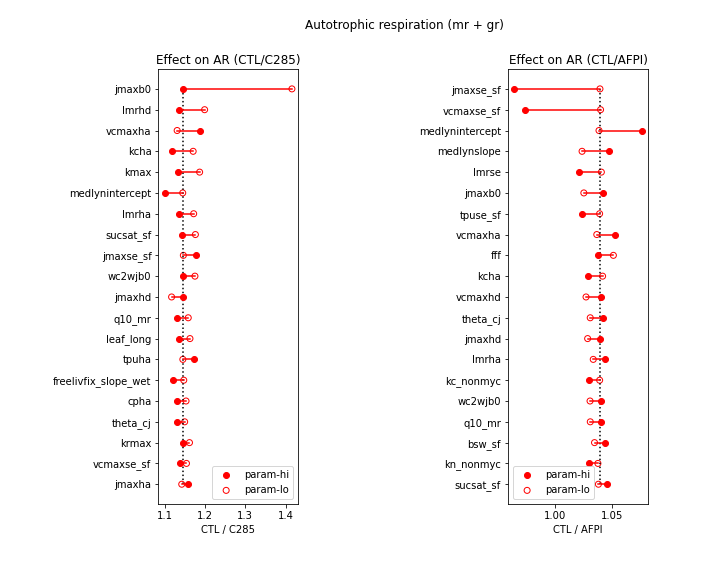 Autotrophic respiration (mr + gr)
Effect on AR (CTL/C285)
jmaxb0
lmrhd
vcmaxha
kcha
kmax
medlynintercept
lmrha
sucsat_sf
jmaxse_sf
wc2wjb0
jmaxhd
q10_mr
leaf_long
tpuha
freelivfix_slope_wet
cpha
theta_cj
krmax
vcmaxse_sf
jmaxha
param-hi
param-lo
1.1 1.2 1.3 1.4
CTL / C285
Effect on AR (CTL/AFPI)
jmaxse_sf
vcmaxse_sf
medlynintercept
medlynslope
lmrse
jmaxb0
tpuse_sf
vcmaxha
fff
kcha
vcmaxhd
theta_cj
jmaxhd
lmrha
kc_nonmyc
wc2wjb0
q10_mr
bsw_sf
kn_nonmyc
sucsat_sf
param-hi
param-lo
1.00 1.05
CTL / AFPI